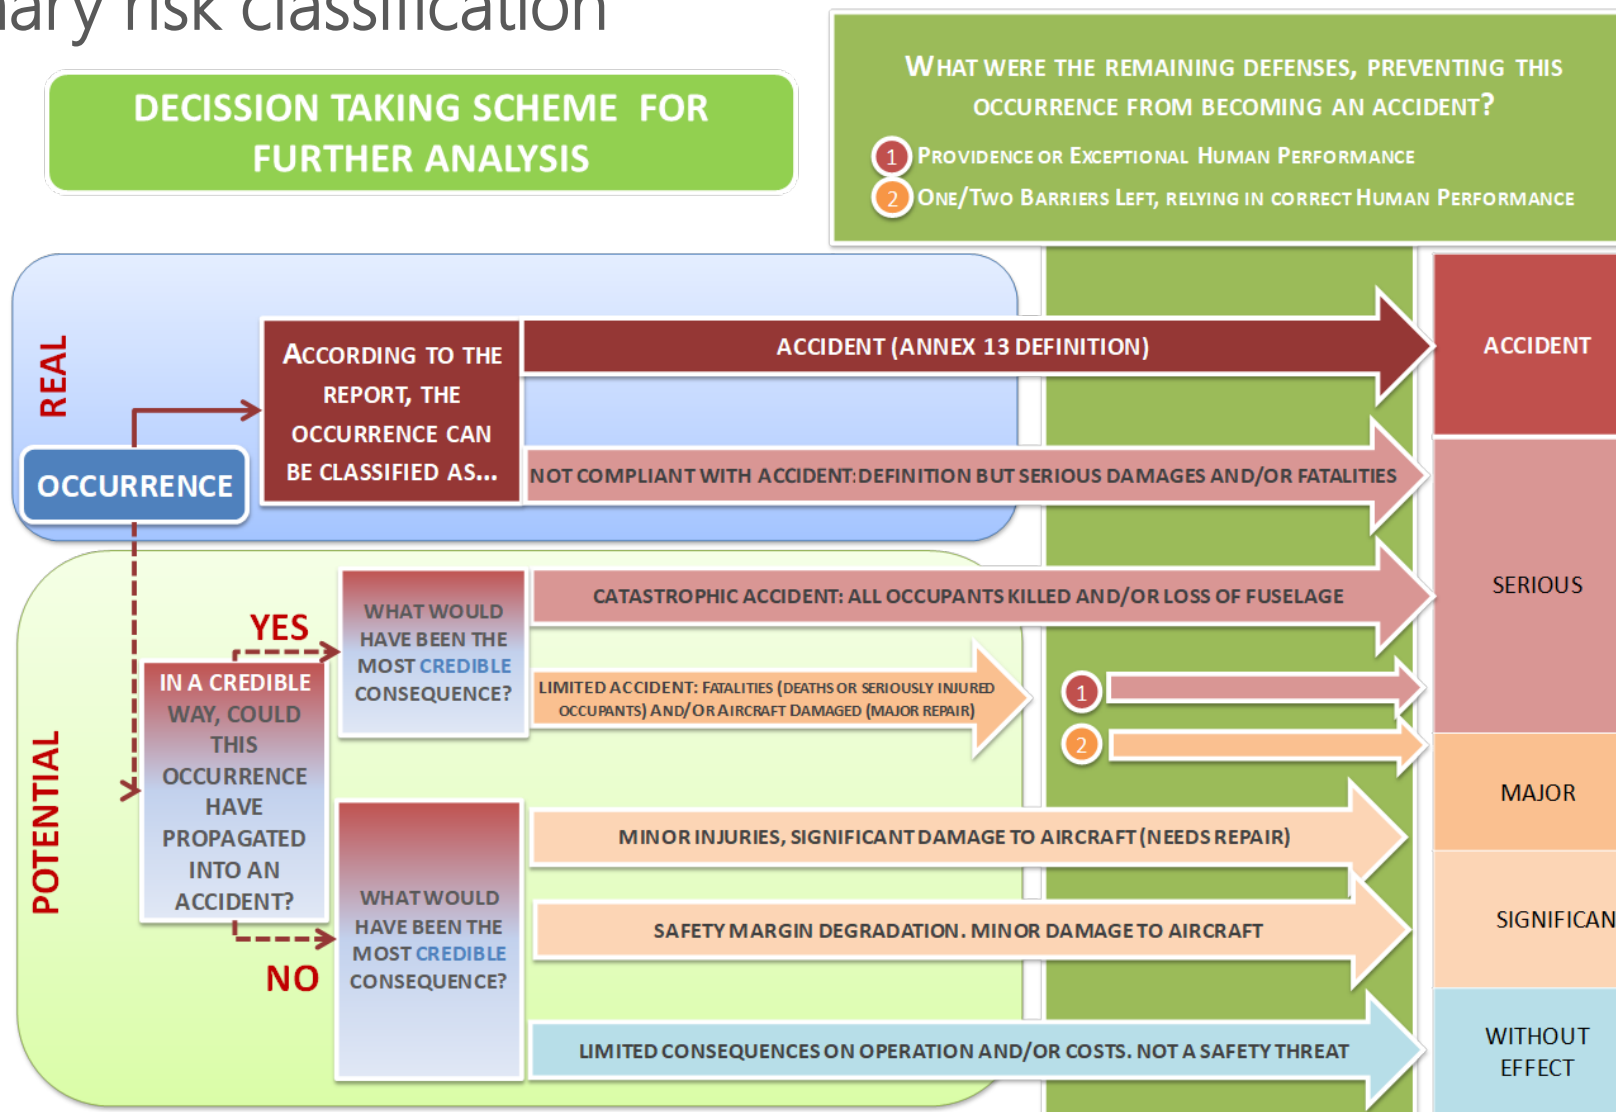 nary risk classification
DECISSION TAKING SCHEME FOR
FURTHER ANALYSIS
WHAT WERE THE REMAINING DEFENSES, PREVENTING THIS
OCCURRENCE FROM BECOMING AN ACCIDENT?
1 PROVIDENCE OR EXCEPTIONAL HUMAN PERFORMANCE
2 ONE/TWO BARRIERS LEFT, RELYING IN CORRECT HUMAN PERFORMANCE
REAL
OCCURRENCE
ACCORDING TO THE
REPORT, THE
OCCURRENCE CAN
BE CLASSIFIED AS...
ACCIDENT (ANNEX 13 DEFINITION)
NOT COMPLIANT WITH ACCIDENT:DEFINITION BUT SERIOUS DAMAGES AND/OR FATALITIES
ACCIDENT
POTENTIAL
IN A CREDIBLE
WAY, COULD
THIS
OCCURRENCE
HAVE
PROPAGATED
INTO AN
ACCIDENT?
YES
WHAT WOULD
HAVE BEEN THE
MOST CREDIBLE
CONSEQUENCE?
CATASTROPHIC ACCIDENT: ALL OCCUPANTS KILLED AND/OR LOSS OF FUSELAGE
LIMITED ACCIDENT: FATALITIES (DEATHS OR SERIOUSLY INJURED
OCCUPANTS) AND/OR AIRCRAFT DAMAGED (MAJOR REPAIR)
1
2
SERIOUS
MAJOR
NO
WHAT WOULD
HAVE BEEN THE
MOST CREDIBLE
CONSEQUENCE?
MINOR INJURIES, SIGNIFICANT DAMAGE TO AIRCRAFT (NEEDS REPAIR)
SAFETY MARGIN DEGRADATION. MINOR DAMAGE TO AIRCRAFT
LIMITED CONSEQUENCES ON OPERATION AND/OR COSTS. NOT A SAFETY THREAT
SIGNIFICAN
WITHOUT
EFFECT